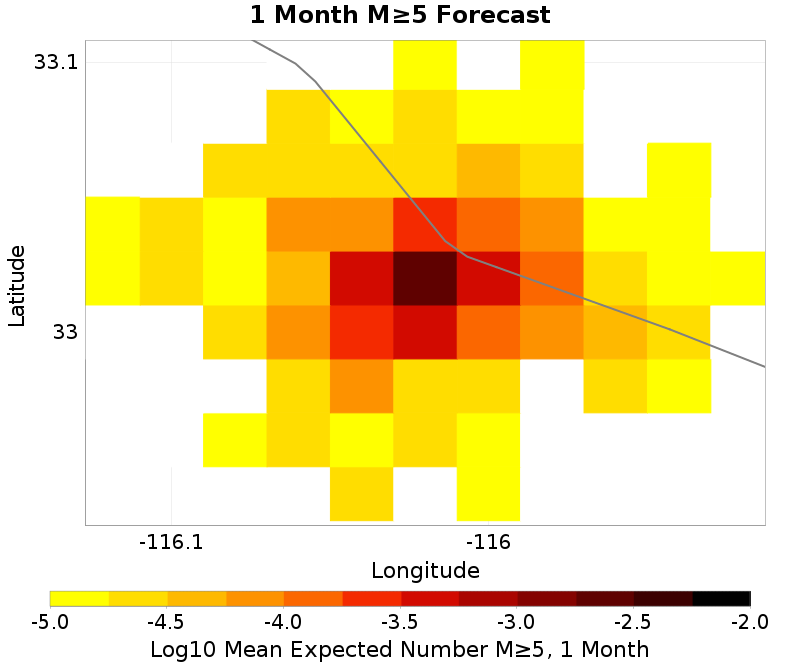 1 Month M≥5 Forecast
33.1
33
Latitude
-116.1 -116
Longitude
-5.0 -4.5 -4.0 -3.5 -3.0 -2.5 -2.0
Log10 Mean Expected Number M≥5, 1 Month